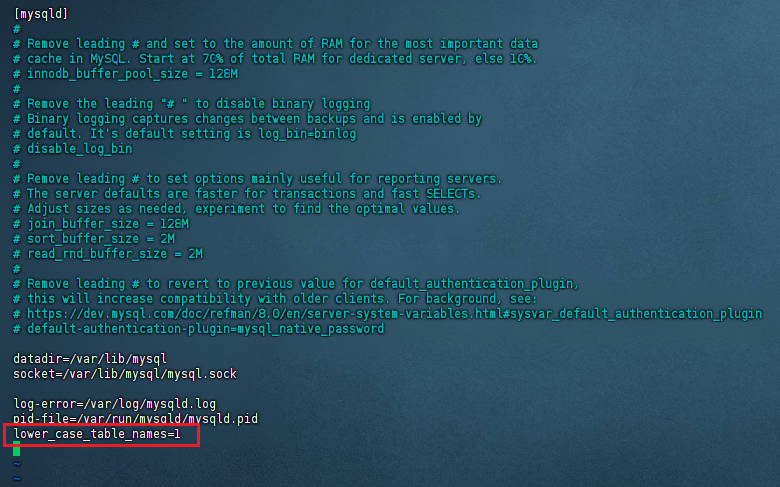 [mysqld]
#
# Remove leading # and set to the amount of RAM for the most important data
# cache in MySQL. Start at 70% of total RAM for dedicated server, else 10%.
# innodb_buffer_pool_size = 128M
#
# Remove the leading "# " to disable binary logging
# Binary logging captures changes between backups and is enabled by
# default. It's default setting is log_bin=binlog
# disable_log_bin
#
# Remove leading # to set options mainly useful for reporting servers.
# The server defaults are faster for transactions and fast SELECTs.
# Adjust sizes as needed, experiment to find the optimal values.
# join_buffer_size = 128M
# sort_buffer_size = 2M
# read_rnd_buffer_size = 2M
#
# Remove leading # to revert to previous value for default_authentication_plugin,
# this will increase compatibility with older clients. For background, see:
# https://dev.mysql.com/doc/refman/8.0/en/server-system-variables.html#sysvar_default_authentication_plugin
# default-authentication-plugin=mysql_native_password
datadir=/var/lib/mysql
socket=/var/lib/mysql/mysql.sock
log-error=/var/log/mysqld.log
pid-file=/var/run/mysqld/mysqld.pid
lower_case_table_names=1
~
~